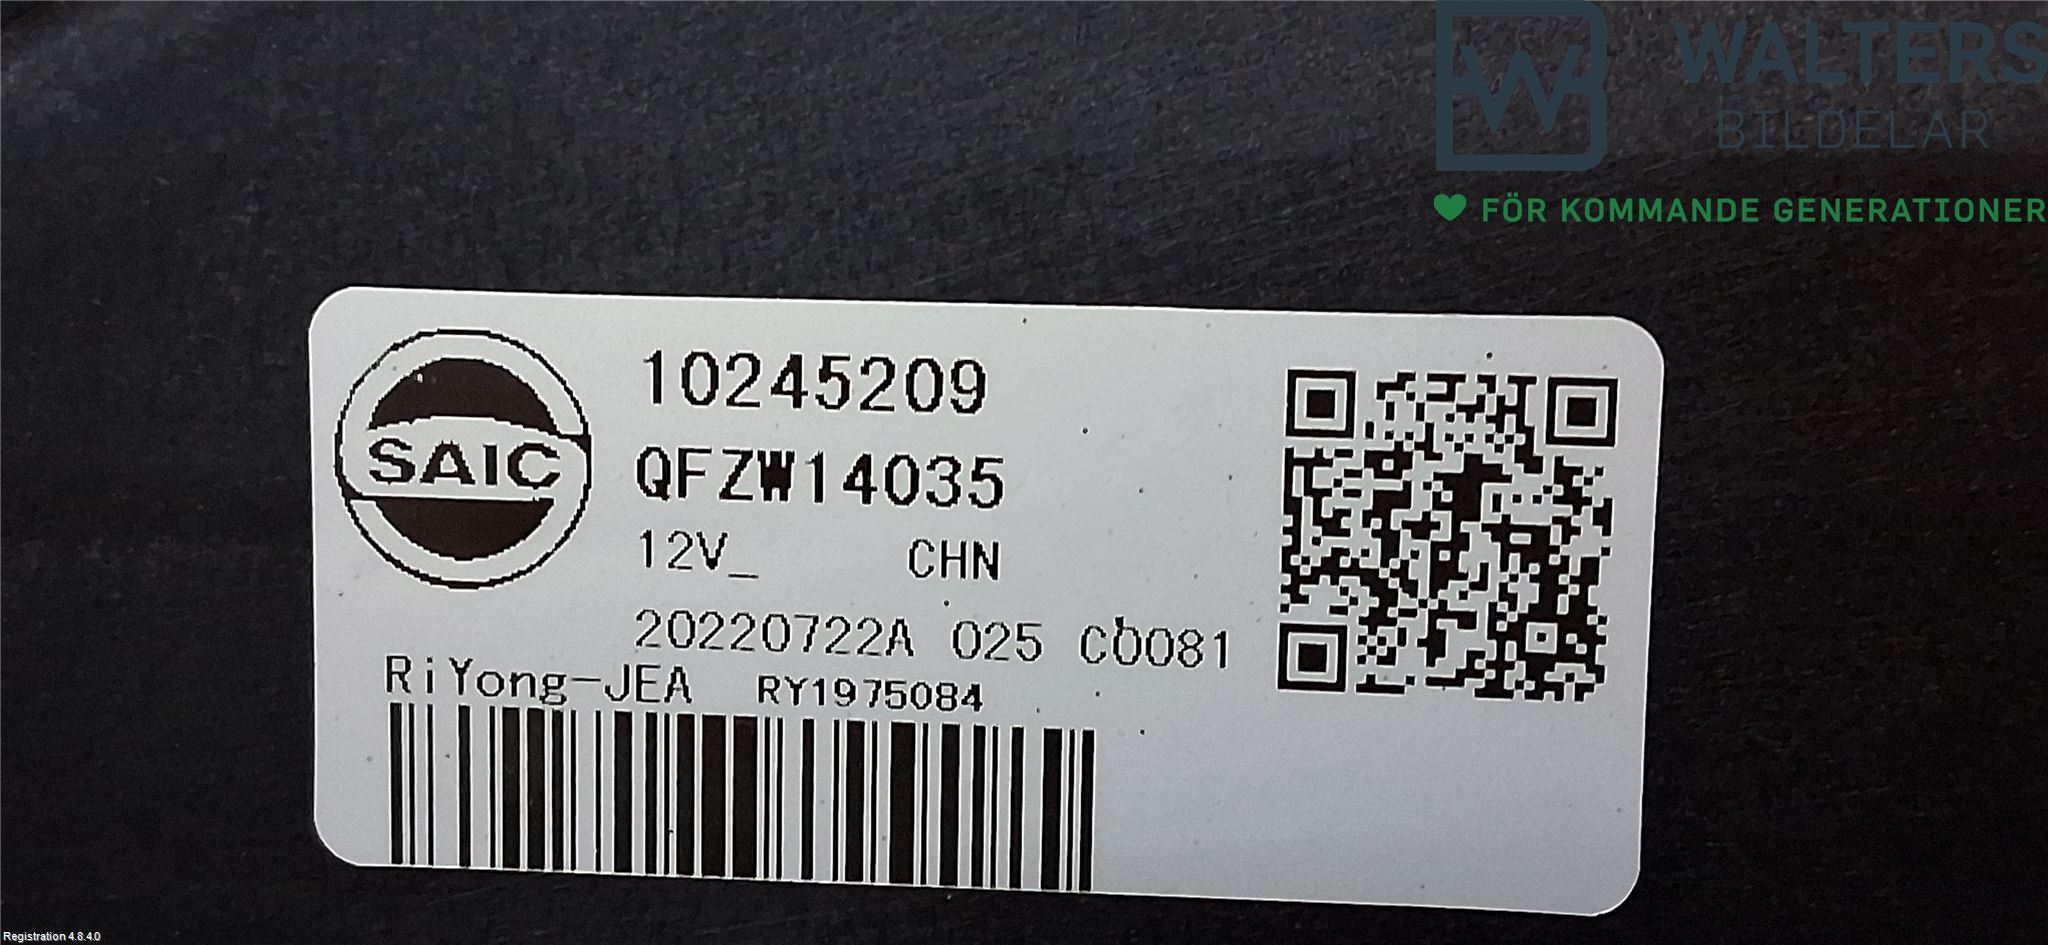 WALTERS
BILDELAR
FÖR KOMMANDE GENERATIONER
SAIC
10245209
QFZW14035
12V_ CHN
20220722A 025 C0081
RiYong-JEA RY1975084
Registration 4.8.4.0